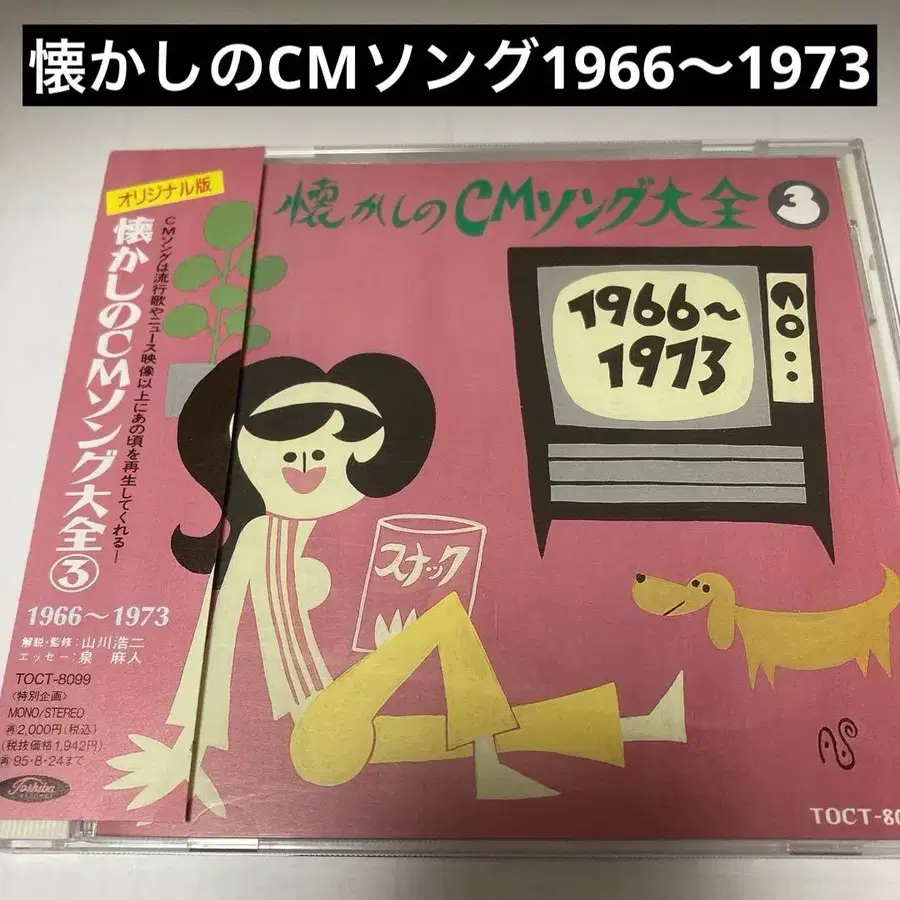 懐かしのCMソング1966〜1973
オリジナル版
CMソングは流行歌やニュース映像以上にあの頃を再生してくれる—
懐かしのCMソング大全③
1966〜1973
解説・監修:山川浩二
エッセー:泉 麻人
TOCT-8099
〈特別企画〉
MONO/STEREO
㊢2,000円(税込)
(税抜価格1,942円)
㊢95・8・24まで
Toshiba
懐かしのCMソング大全 3
1966〜
1973
スナック
TOCT-80